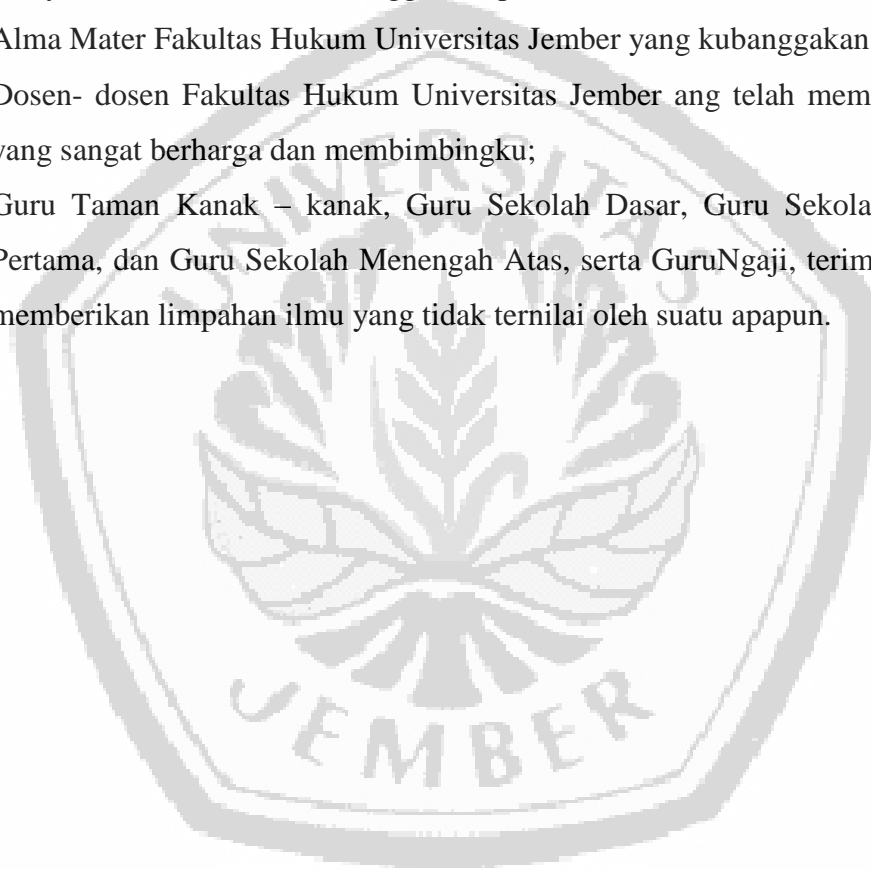 Alma Mater Fakultas Hukum Universitas Jember yang kubanggakan
Dosen- dosen Fakultas Hukum Universitas Jember ang telah mem
yang sangat berharga dan membimbingku;
Guru Taman Kanak – kanak, Guru Sekolah Dasar, Guru Sekola
Pertama, dan Guru Sekolah Menengah Atas, serta GuruNgaji, terim
memberikan limpahan ilmu yang tidak ternilai oleh suatu apapun.
UNIVERSITAS
JEMBER